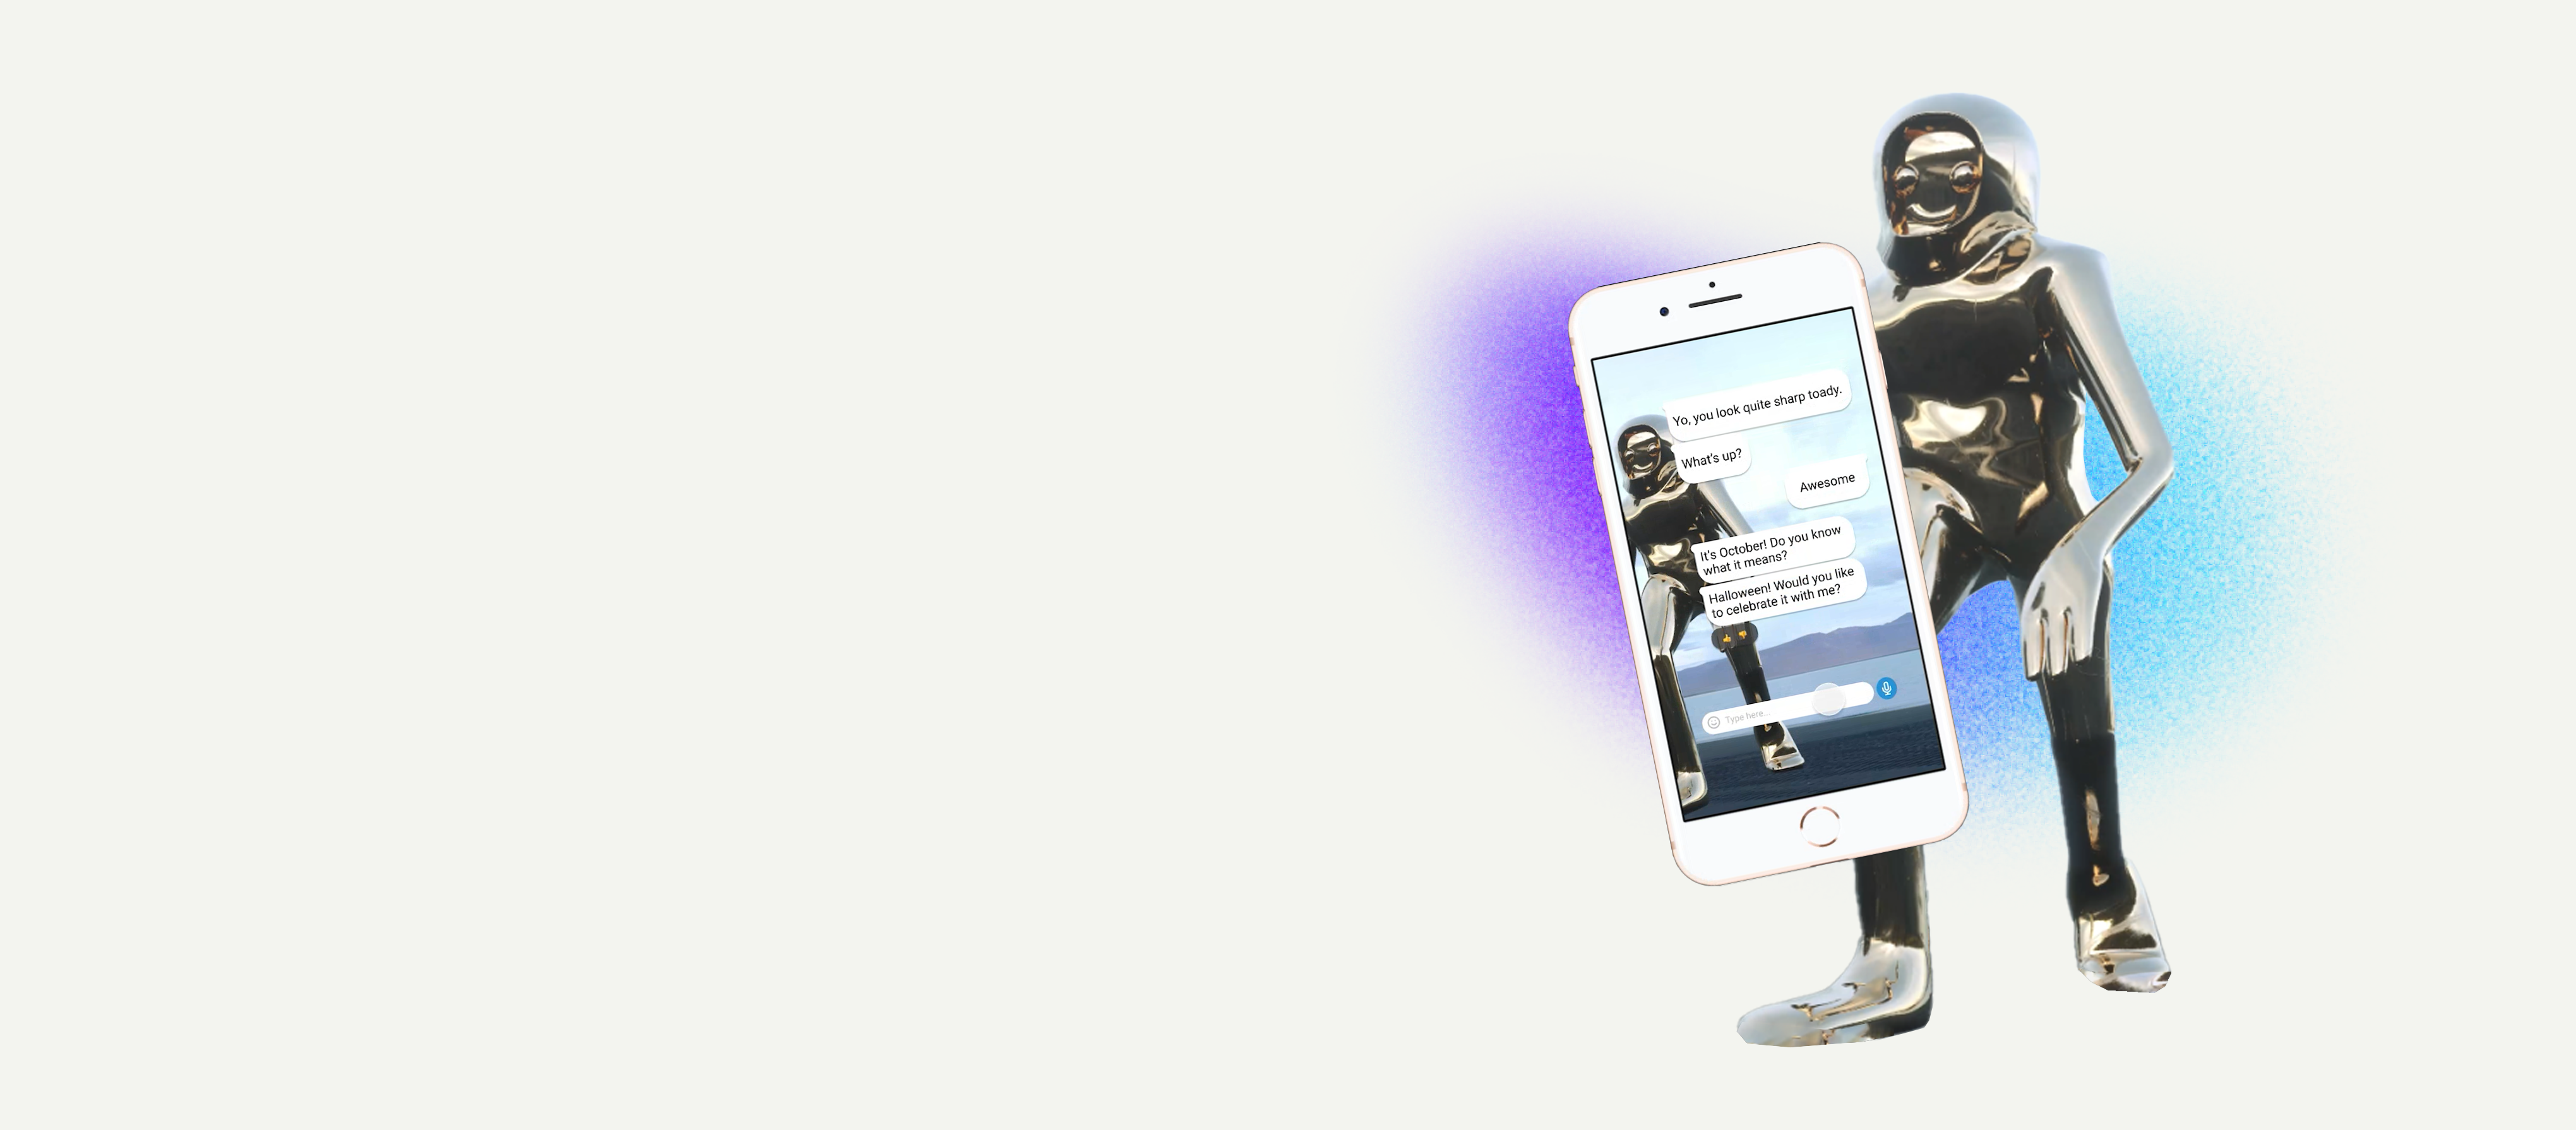 Yo, you look quite sharp toady.
What's up?
Awesome
It's October! Do you know
what it means?
Halloween! Would you like
to celebrate it with me?
Type here...